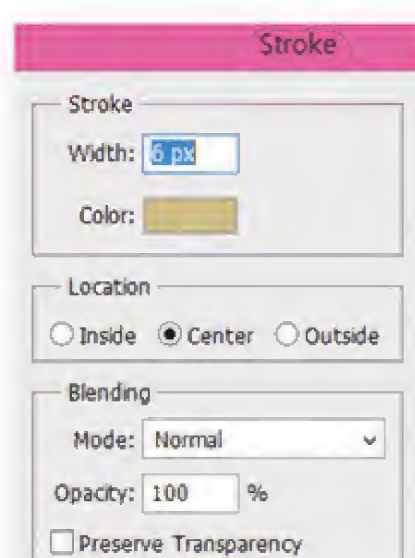 Stroke
Stroke
Width: 6 px
Color:
Location
Inside Center Outside
Blending
Mode: Normal
Opacity: 100 %
Preserve Transparency